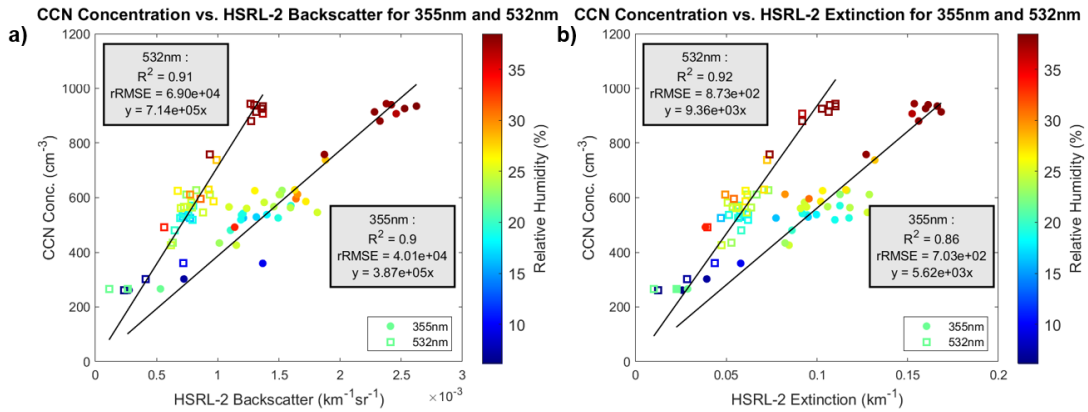 CCN Concentration vs. HSRL-2 Backscatter for 355nm and 532nm
a)
1200
1000
800
600
400
200
0
CCN Conc. (cm-3)
532nm :
R2 = 0.91
rRMSE = 6.90e+04
y = 7.14e+05x
355nm :
R2 = 0.9
rRMSE = 4.01e+04
y = 3.87e+05x
355nm
532nm
0 0.5 1 1.5 2 2.5 3
HSRL-2 Backscatter (km-1sr-1)
×10-3
35
30
25
20
15
10
Relative Humidity (%)
CCN Concentration vs. HSRL-2 Extinction for 355nm and 532nm
b)
1200
1000
800
600
400
200
0
CCN Conc. (cm-3)
532nm :
R2 = 0.92
rRMSE = 8.73e+02
y = 9.36e+03x
355nm :
R2 = 0.86
rRMSE = 7.03e+02
y = 5.62e+03x
355nm
532nm
0 0.05 0.1 0.15 0.2
HSRL-2 Extinction (km-1)
35
30
25
20
15
10
Relative Humidity (%)